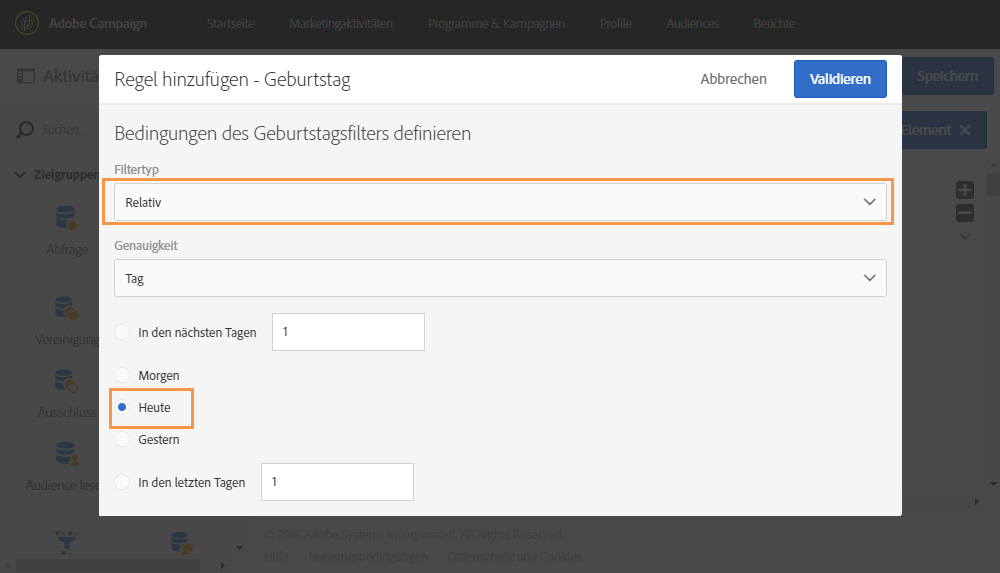 Adobe Campaign Startseite Marketingaktivitäten Programme & Kampagnen Profile Audiences Berichte
Aktivitä
Speichern
Regel hinzufügen - Geburtstag
Abbrechen
Validieren
Suchen...
Element
Bedingungen des Geburtstagsfilters definieren
Zielgruppen
Filtertyp
Relativ
Abfrage
Genauigkeit
Tag
Vereinigung
In den nächsten Tagen 1
Morgen
Ausschluss
Heute
Gestern
Audience lese
In den letzten Tagen 1
© 2018 Adobe Systems Incorporated. All Rights Reserved.
Hilfe Nutzungsbedingungen Datenschutz und Cookies